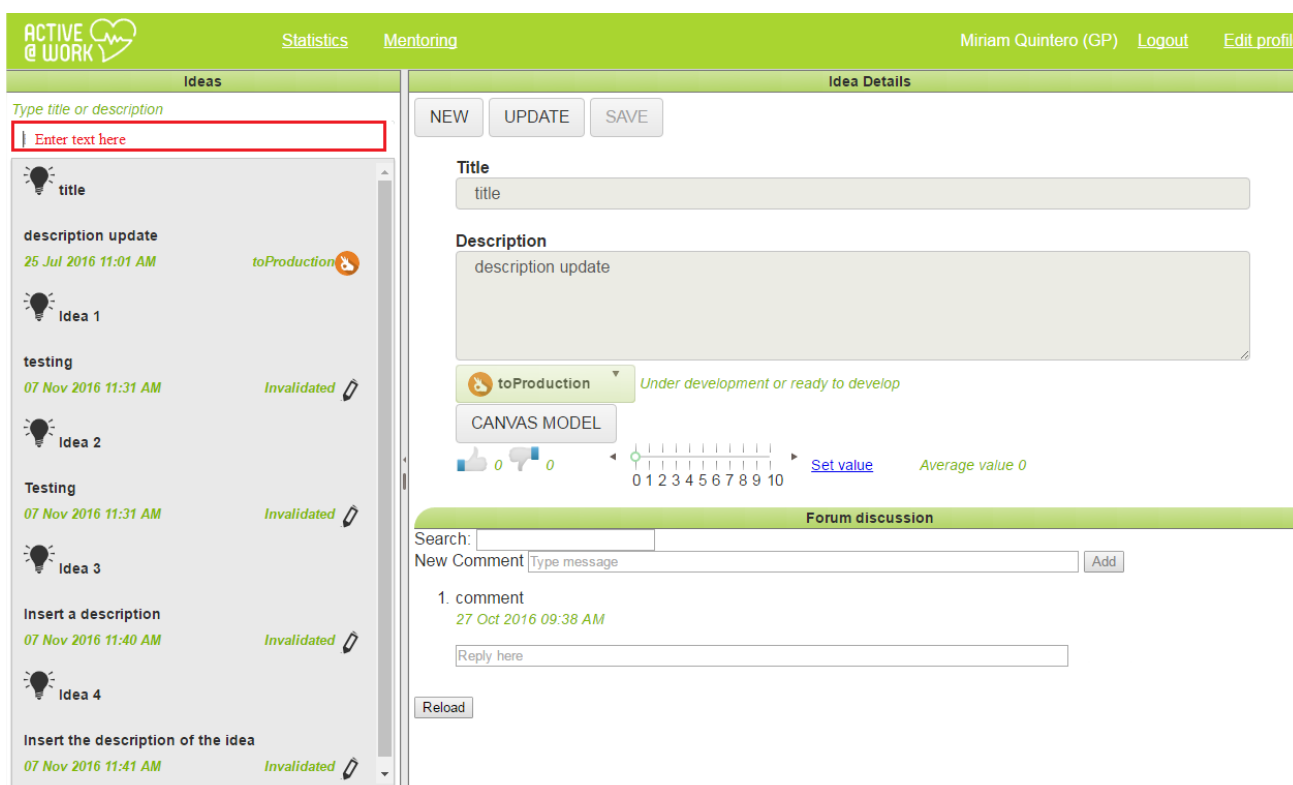 ACTIVE
@ WORK
Statistics Mentoring Miriam Quintero (GP) Logout Edit profil
Ideas
Type title or description
Enter text here
title
description update
25 Jul 2016 11:01 AM toProduction
Idea 1
testing
07 Nov 2016 11:31 AM Invalidated
Idea 2
Testing
07 Nov 2016 11:31 AM Invalidated
Idea 3
Insert a description
07 Nov 2016 11:40 AM Invalidated
Idea 4
Insert the description of the idea
07 Nov 2016 11:41 AM Invalidated
Idea Details
NEW UPDATE SAVE
Title
title
Description
description update
toProduction Under development or ready to develop
CANVAS MODEL
0 0 Set value Average value 0
0 1 2 3 4 5 6 7 8 9 10
Forum discussion
Search:
New Comment Type message Add
1. comment
27 Oct 2016 09:38 AM
Reply here
Reload